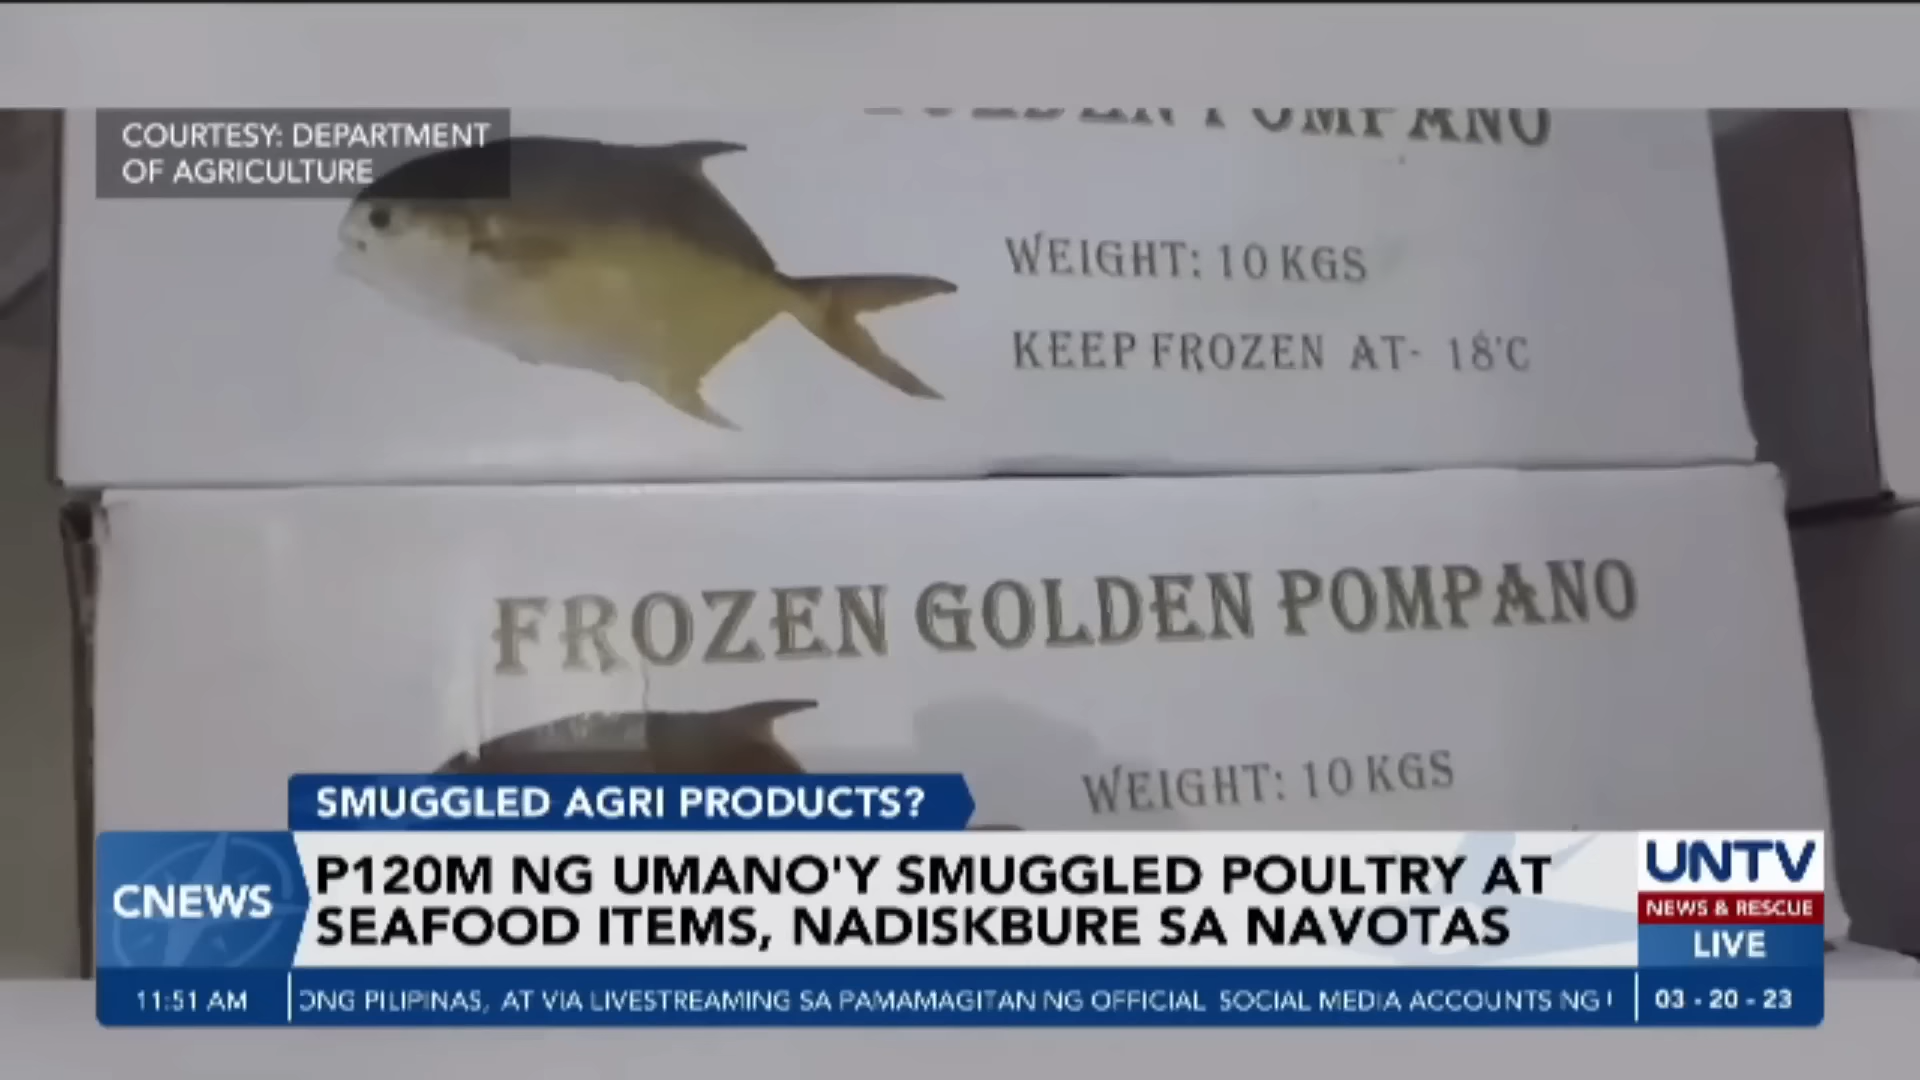 COURTESY: DEPARTMENT
OF AGRICULTURE
GOLDEN POMPANO
WEIGHT: 10 KGS
KEEP FROZEN AT- 18°C
FROZEN GOLDEN POMPANO
WEIGHT: 10 KGS
SMUGGLED AGRI PRODUCTS?
CNEWS
P120M NG UMANO'Y SMUGGLED POULTRY AT
SEAFOOD ITEMS, NADISKBURE SA NAVOTAS
UNTV
NEWS & RESCUE
LIVE
11:51 AM
ONG PILIPINAS, AT VIA LIVESTREAMING SA PAMAMAGITAN NG OFFICIAL SOCIAL MEDIA ACCOUNTS NG
03 - 20 - 23